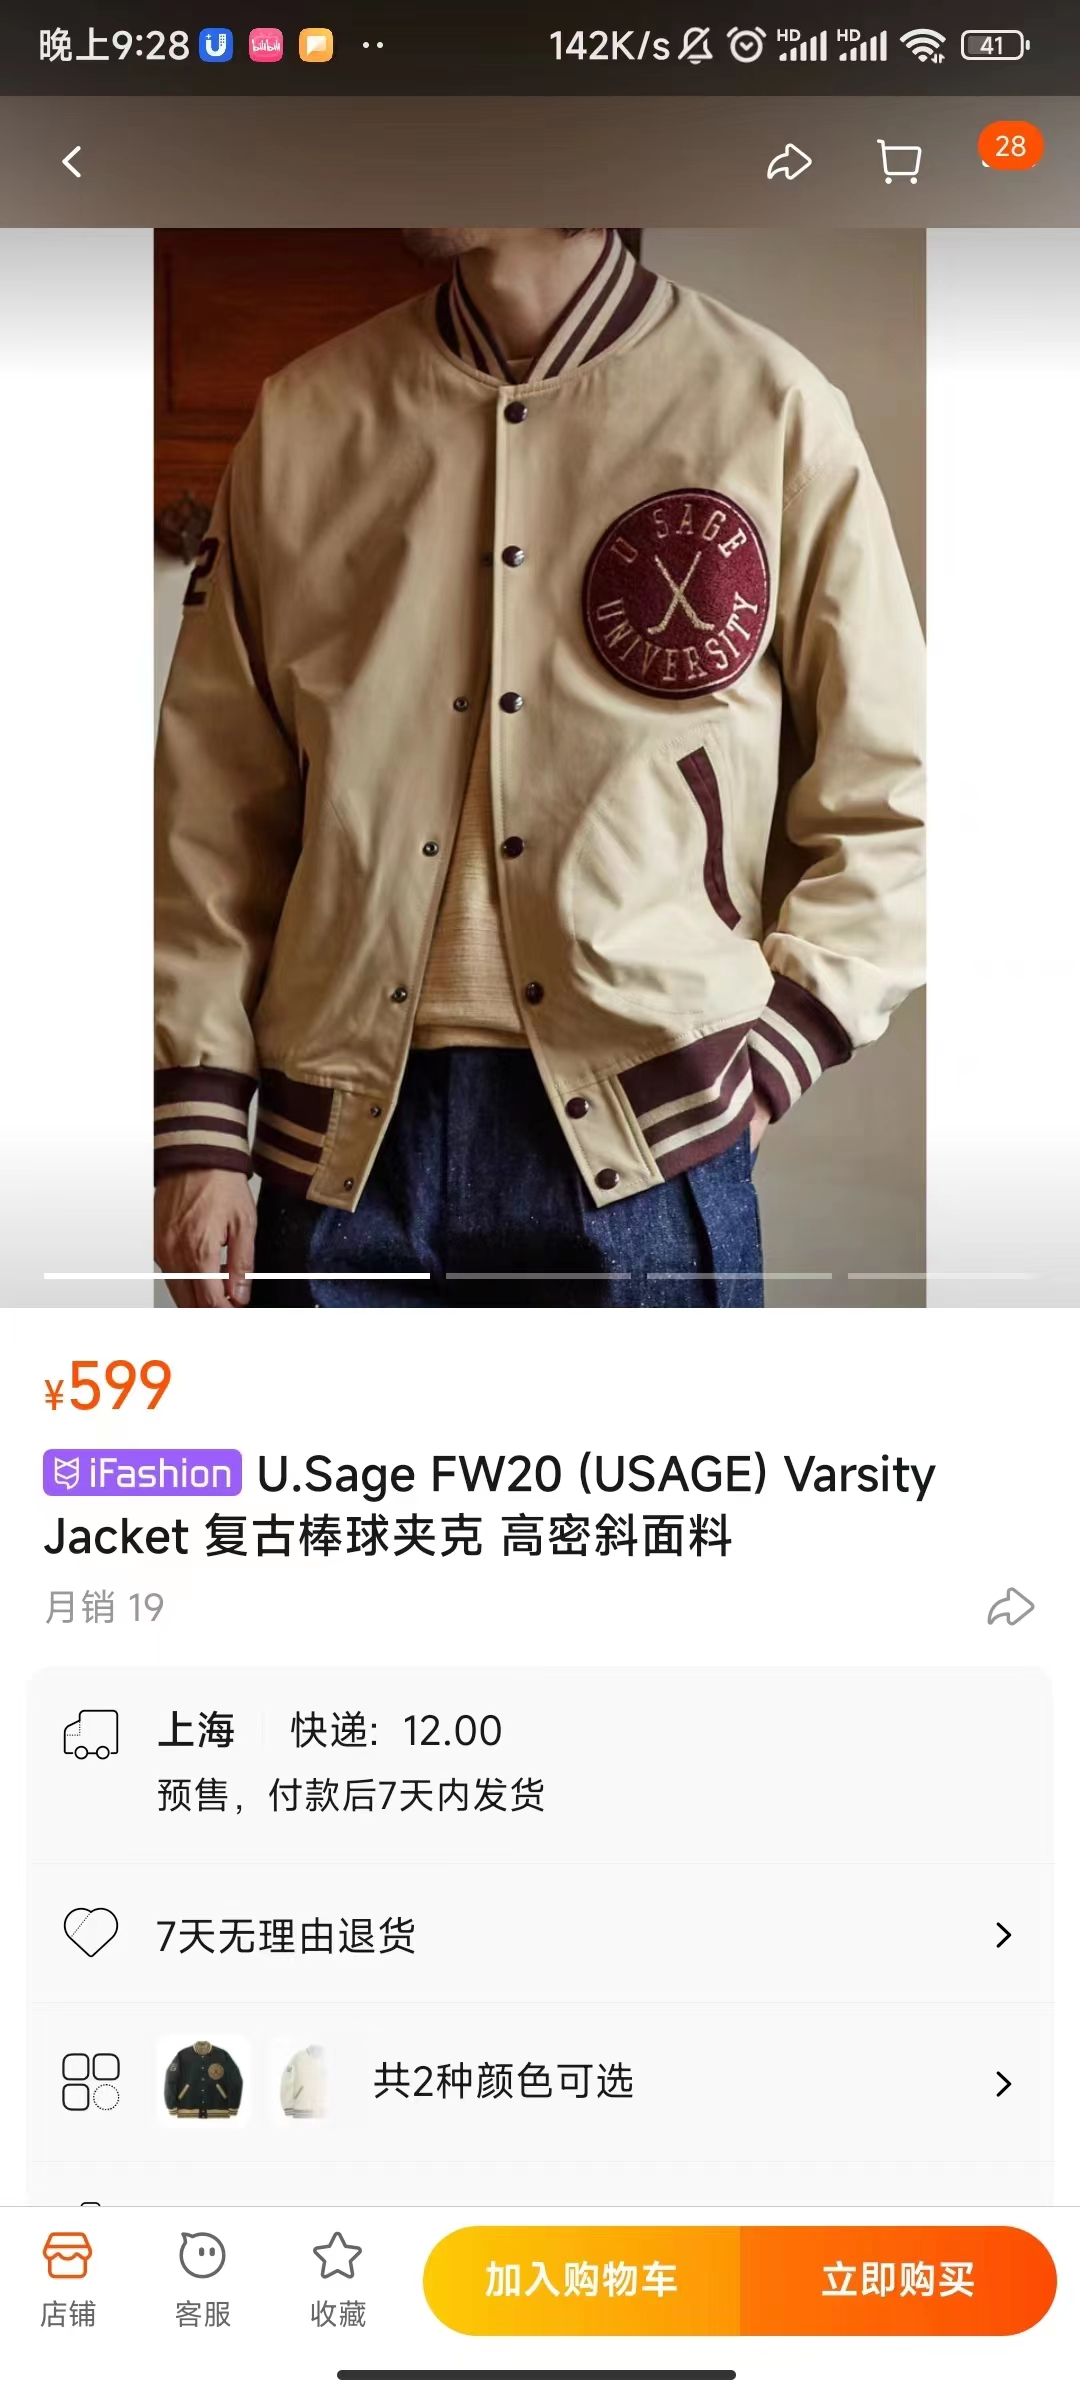 晚上9:28
142K/s
HD
HD
41
bilibili
28
2
U SAGE
UNIVERSITY
¥599
iFashion U.Sage FW20 (USAGE) Varsity
Jacket 复古棒球夹克 高密斜面料
月销 19
上海 快递: 12.00
预售，付款后7天内发货
7天无理由退货
共2种颜色可选
店铺
客服
收藏
加入购物车
立即购买